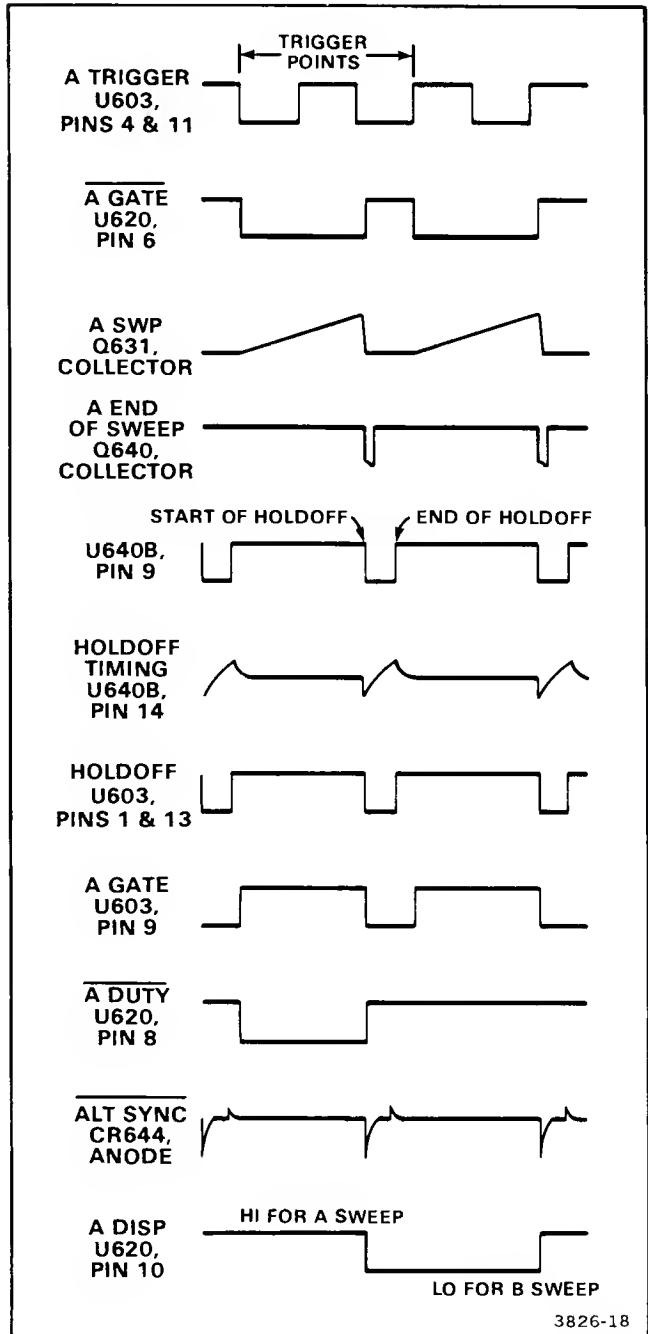 TRIGGER
POINTS
A TRIGGER
U603,
PINS 4 & 11
A GATE
U620,
PIN 6
A SWP
Q631,
COLLECTOR
A END
OF SWEEP
Q640,
COLLECTOR
START OF HOLDOFF
END OF HOLDOFF
U640B,
PIN 9
HOLDOFF
TIMING
U640B,
PIN 14
HOLDOFF
U603,
PINS 1 & 13
A GATE
U603,
PIN 9
A DUTY
U620,
PIN 8
ALT SYNC
CR644,
ANODE
A DISP
U620,
PIN 10
HI FOR A SWEEP
LO FOR B SWEEP
3826-18